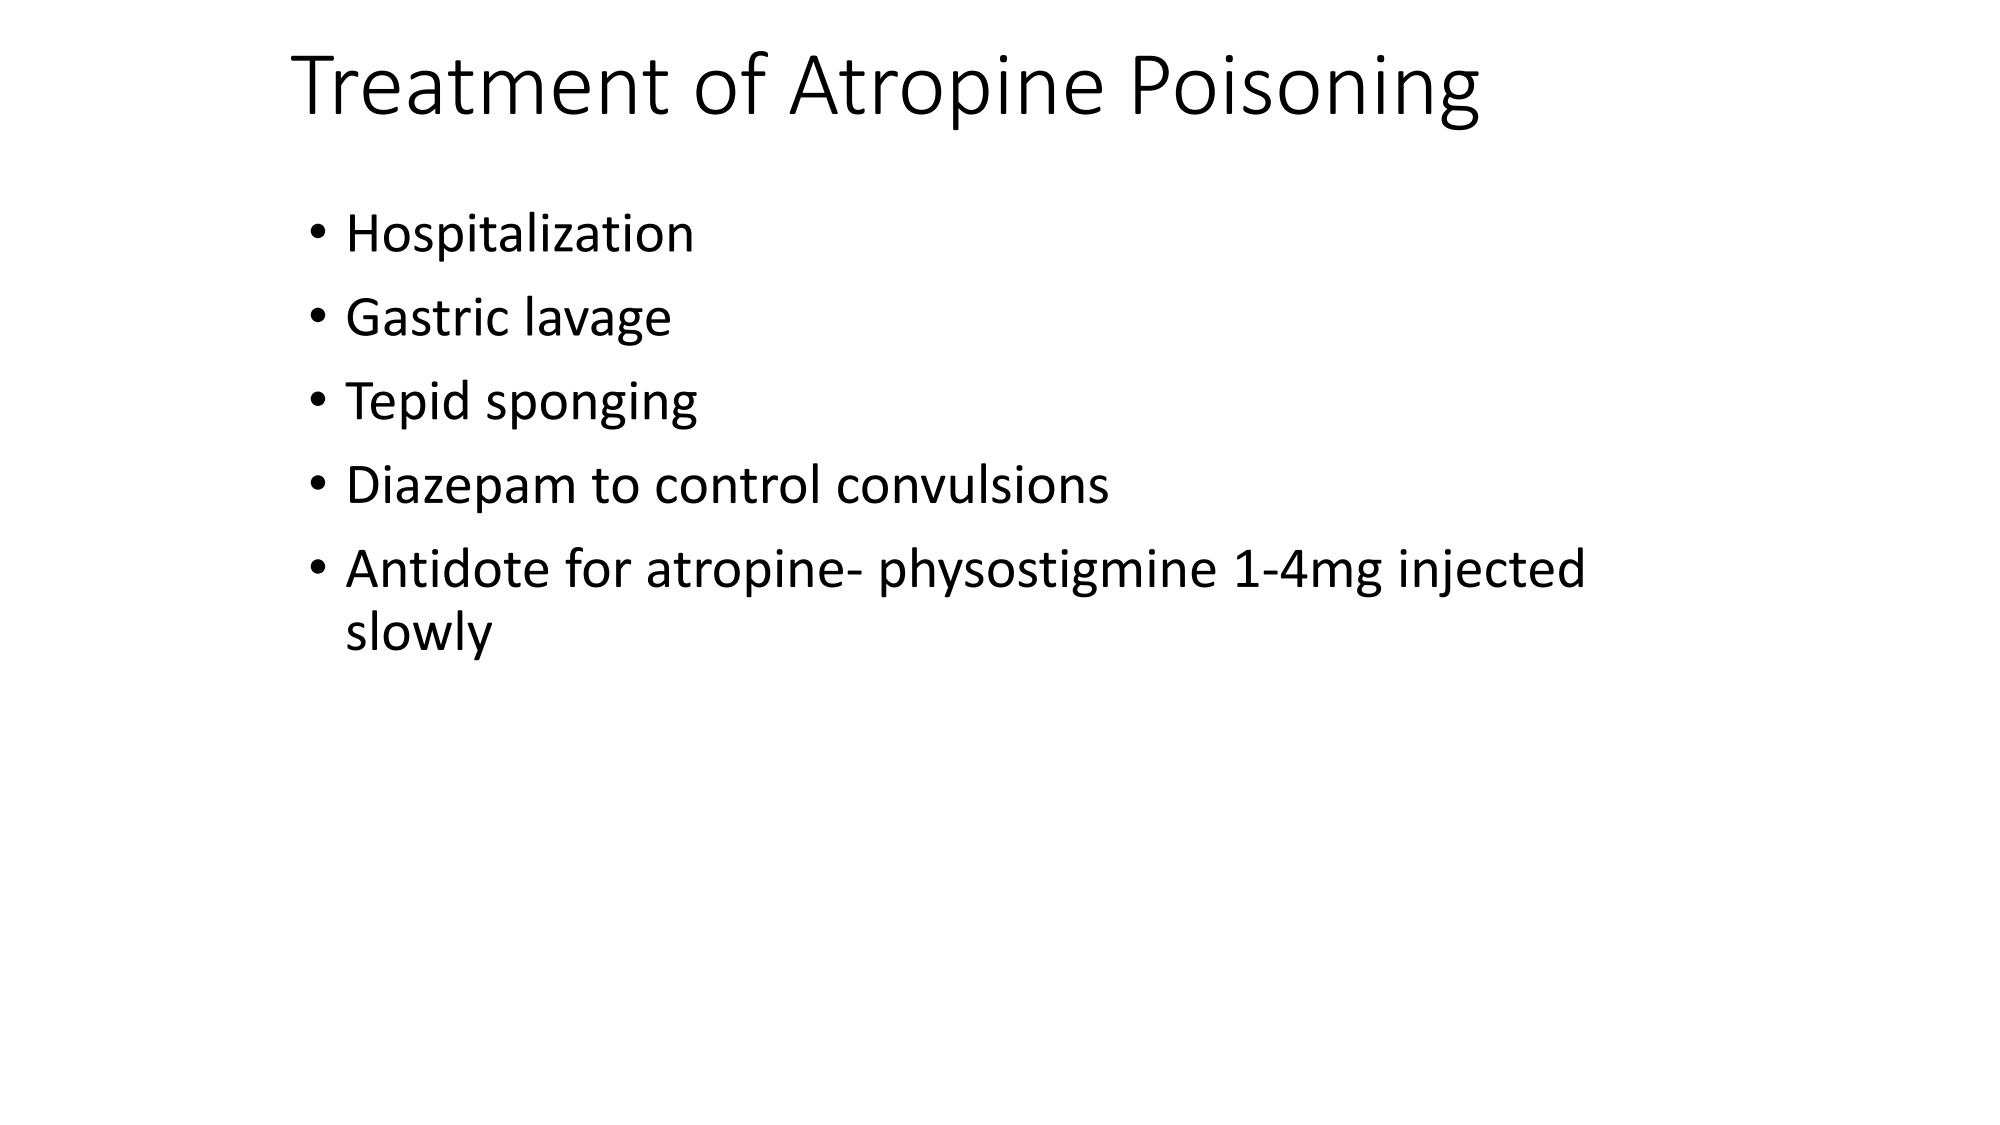 Treatment of Atropine Poisoning
• Hospitalization
• Gastric lavage
• Tepid sponging
• Diazepam to control convulsions
• Antidote for atropine- physostigmine 1-4mg injected
slowly